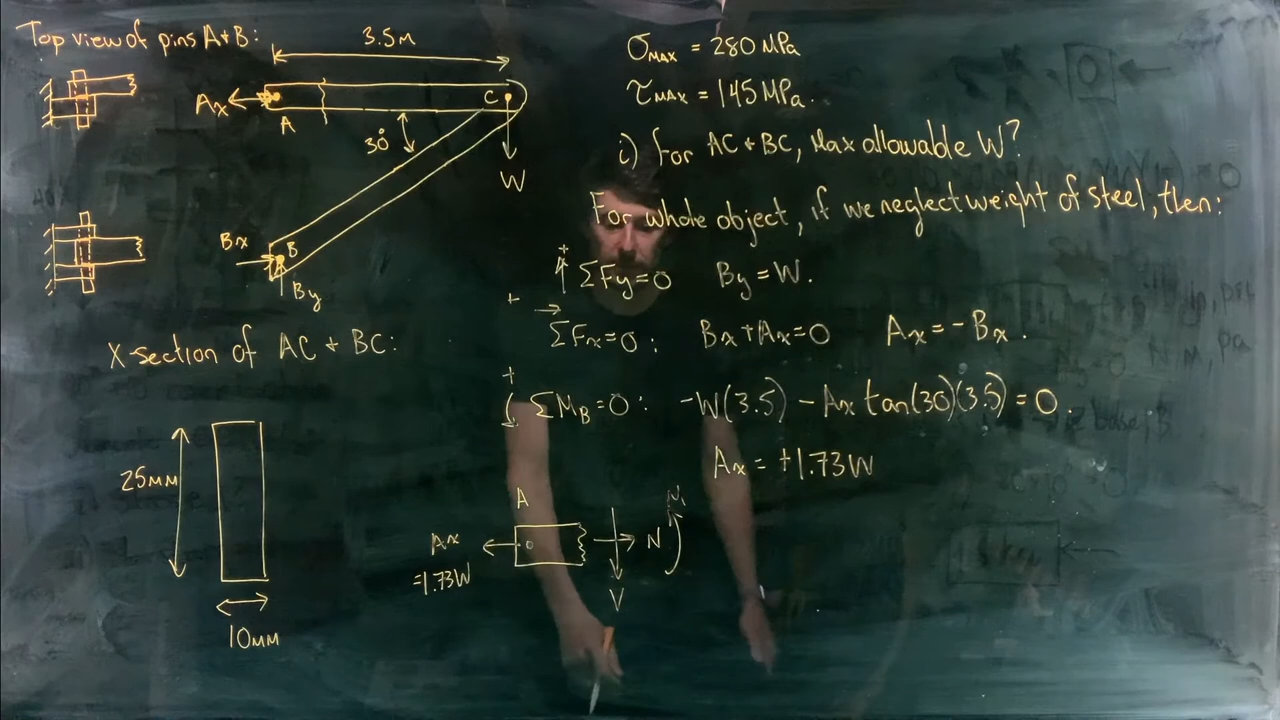 Top view of pins A+B:
3.5m
Ax
A
C
30°
W
Bx
B
By
X-section of AC + BC:
25mm
10mm
σMAX = 280 MPa
τMAX = 145 MPa.
i) for AC + BC, Max allowable W?
For whole object, if we neglect weight of steel, then:
+ ΣFy=0 By = W.
+ → ΣFx=0: Bx+Ax=0 Ax=-Bx.
+ ΣMB=0: -W(3.5) - Ax tan(30)(3.5) = 0.
Ax = +1.73W
A
Ax
=1.73W
N
M
V